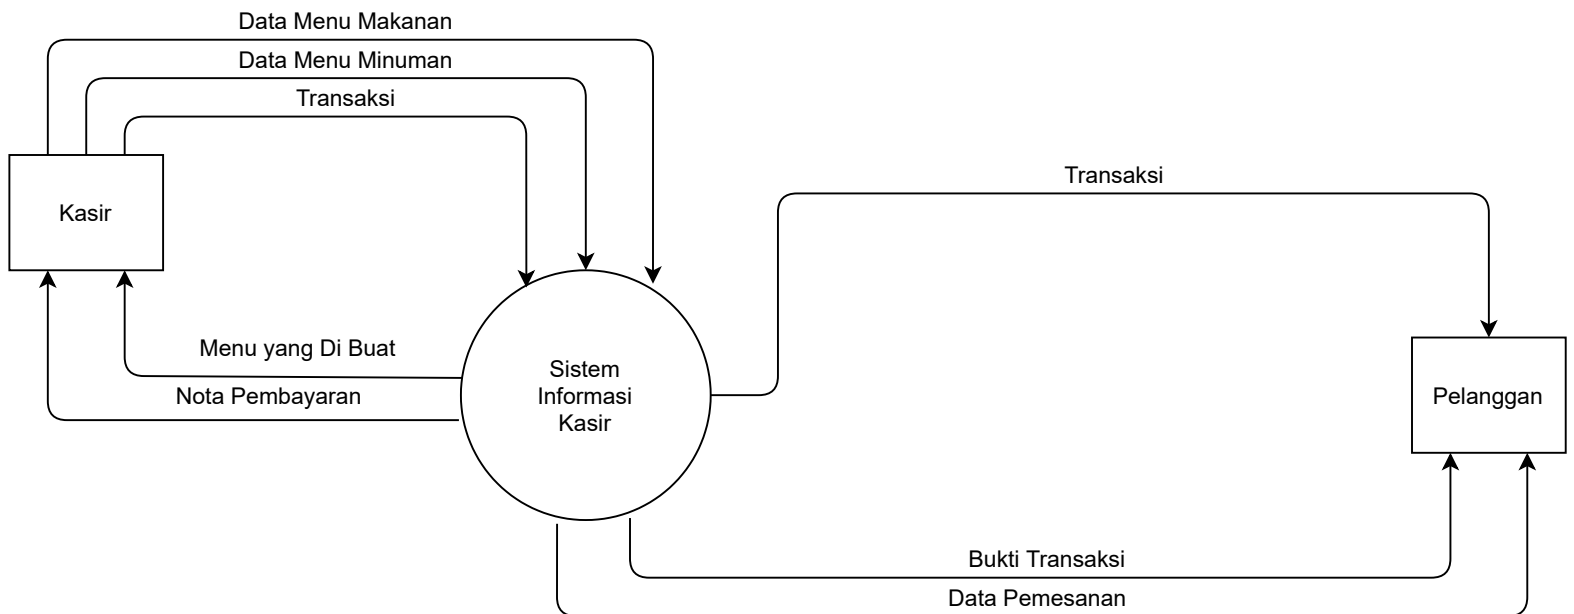 Data Menu Makanan
Data Menu Minuman
Transaksi
Transaksi
Kasir
Menu yang Di Buat
Sistem
Informasi
Kasir
Nota Pembayaran
Pelanggan
Bukti Transaksi
Data Pemesanan